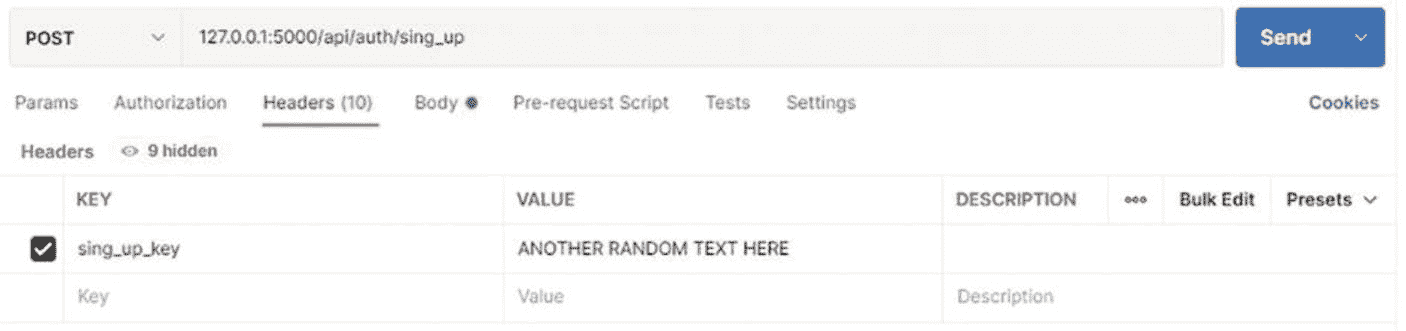 POST 127.0.0.1:5000/api/auth/sing_up Send
Params Authorization Headers (10) Body Pre-request Script Tests Settings Cookies
Headers 9 hidden
KEY VALUE DESCRIPTION ooo Bulk Edit Presets
sing_up_key ANOTHER RANDOM TEXT HERE
Key Value Description